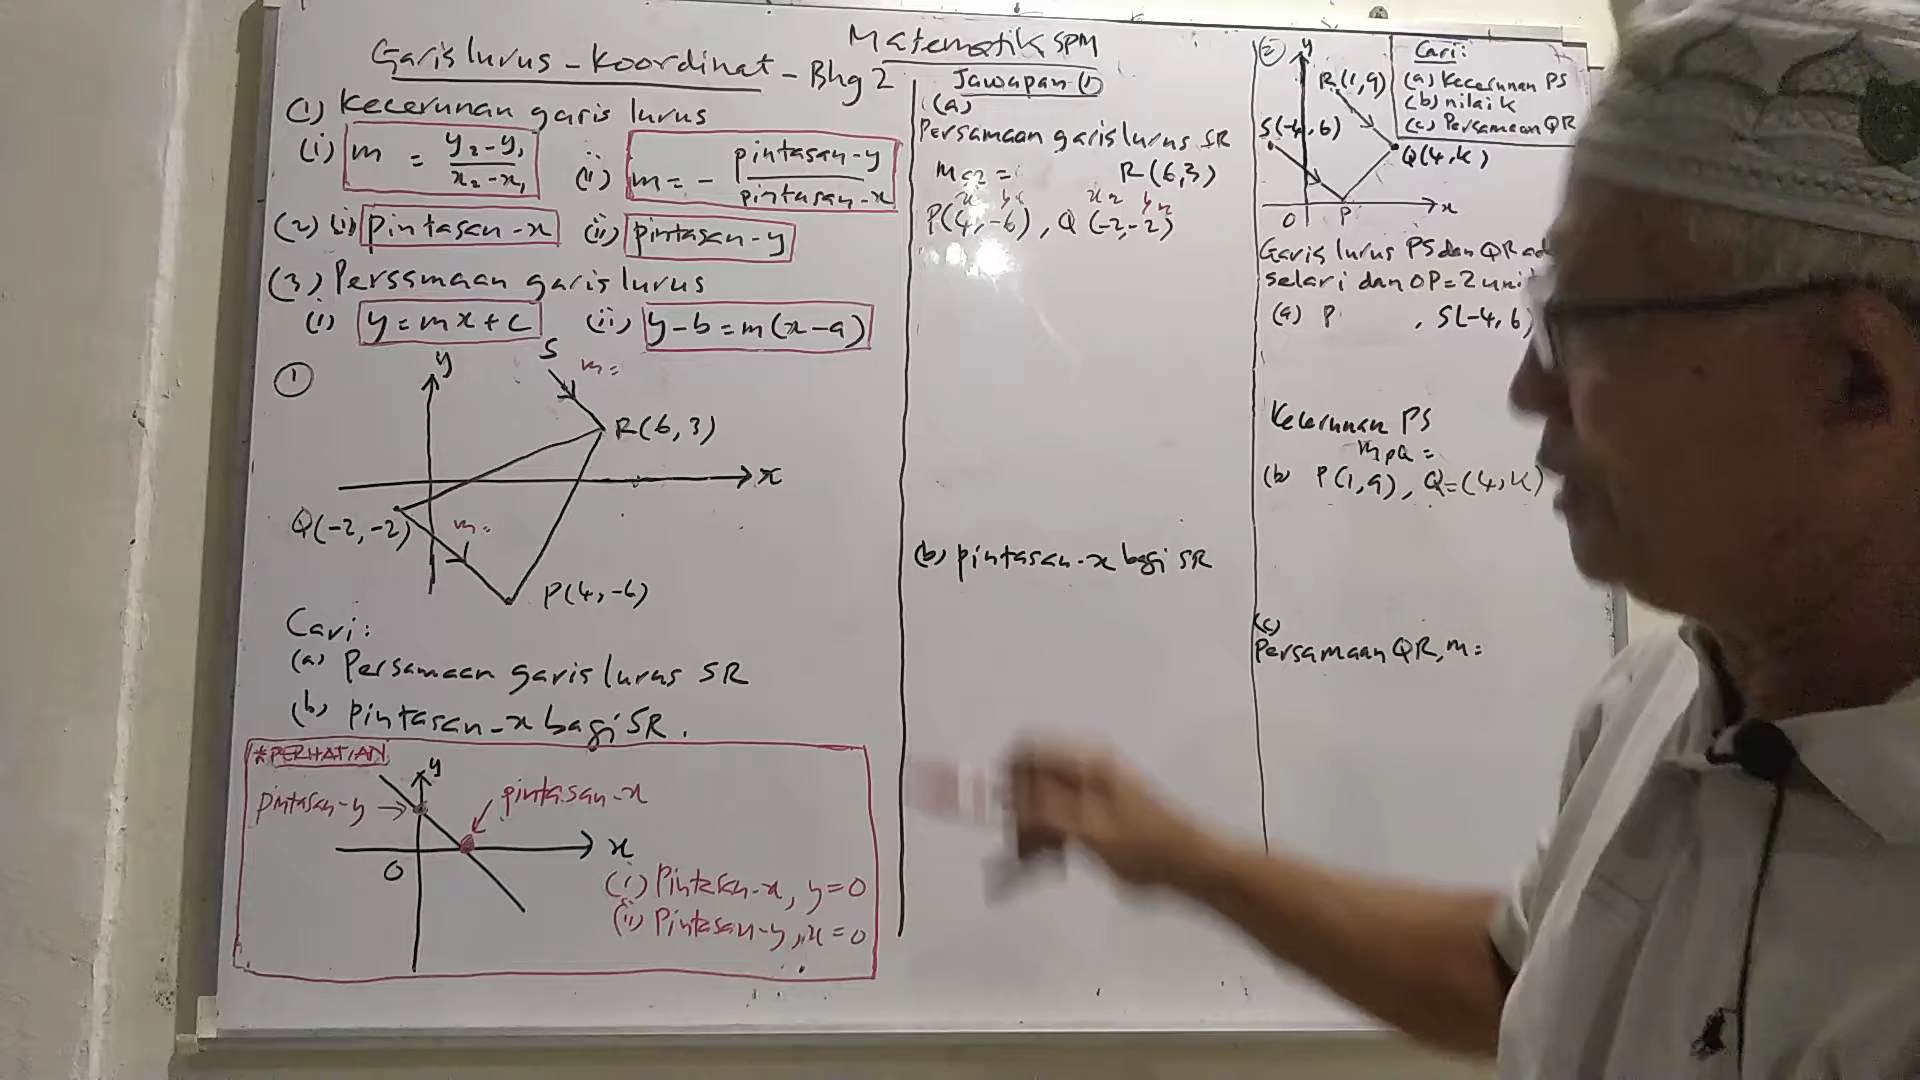 Matematik SPM
Garis lurus - Koordinat - Bhg 2
(1) Kecerunan garis lurus
(i) m = y₂-y₁ / x₂-x₁
(ii) m = - pintasan-y / pintasan-x
(2) (i) pintasan-x (ii) pintasan-y
(3) Perssmaan garis lurus
(i) y = mx + c (ii) y-b = m(x-a)
①
y
S
m=
R(6,3)
x
Q(-2,-2)
m=
P(4,-6)
Cari:
(a) Persamaan garis lurus SR
(b) pintasan-x bagi SR.
*PERHATIAN
y
pintasan-y
pintasan-x
x
0
(i) Pintasan-x, y=0
(ii) Pintasan-y, x=0
Jawapan (1)
(a)
Persamaan garis lurus SR
R(6,3)
x₂ y₂
P(4,-6), Q(-2,-2)
(b) pintasan-x bagi SR
②
y
R(1,9)
S(-4,6)
Q(4,k)
0
P
x
Cari:
(a) Kecerunan PS
(b) nilai k
(c) Persamaan QR
Garis lurus PS dan QR ad
selari dan OP=2 uni
(a) P , S(-4,6)
Kecerunan PS
m PQ =
(b) P(1,9), Q=(4,k)
(c)
Persamaan QR, m=